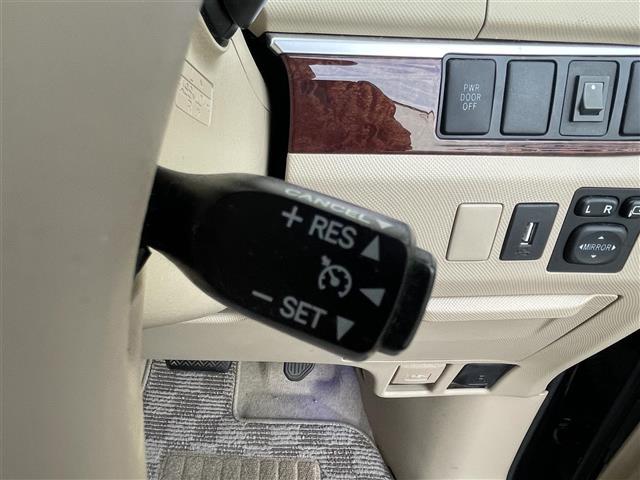 PWR
DOOR
OFF
CANCEL
+ RES
- SET
L R
MIRROR